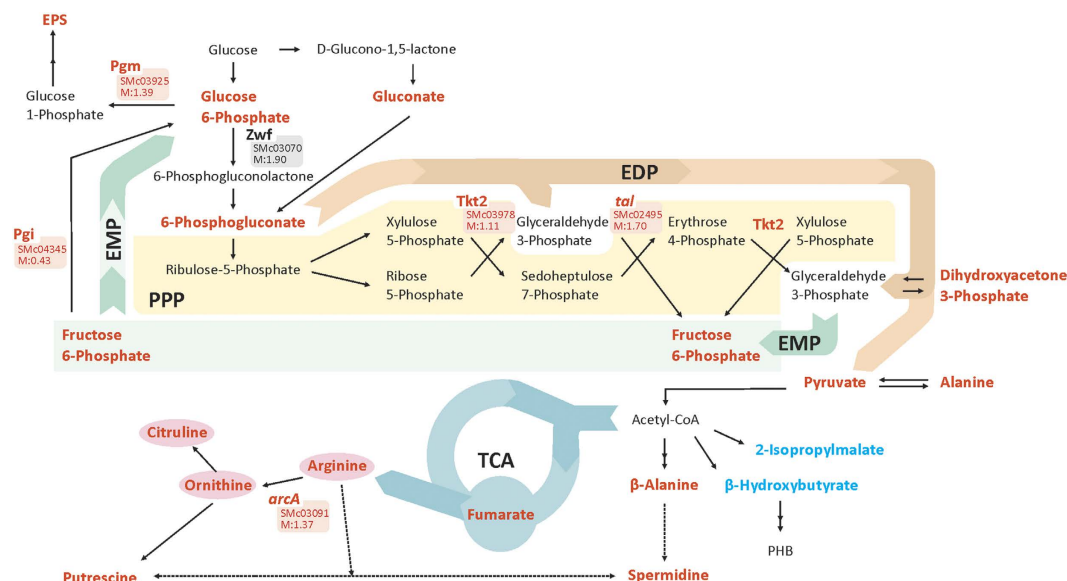 EPS
Glucose
D-Glucono-1,5-lactone
Pgm
SMc03925
M:1.39
Glucose
1-Phosphate
Glucose
6-Phosphate
Gluconate
Zwf
SMc03070
M:1.90
6-Phosphogluconolactone
EDP
6-Phosphogluconate
Xylulose
5-Phosphate
Tkt2
SMc03978
M:1.11
Glyceraldehyde
3-Phosphate
tal
SMc02495
M:1.70
Erythrose
4-Phosphate
Tkt2
Xylulose
5-Phosphate
Pgi
SMc04345
M:0.43
EMP
Ribulose-5-Phosphate
Ribose
5-Phosphate
Sedoheptulose
7-Phosphate
Glyceraldehyde
3-Phosphate
Dihydroxyacetone
3-Phosphate
PPP
Fructose
6-Phosphate
Fructose
6-Phosphate
EMP
Pyruvate
Alanine
Acetyl-CoA
Citruline
TCA
2-Isopropylmalate
Arginine
Ornithine
arcA
SMc03091
M:1.37
Fumarate
β-Alanine
β-Hydroxybutyrate
PHB
Putrescine
Spermidine